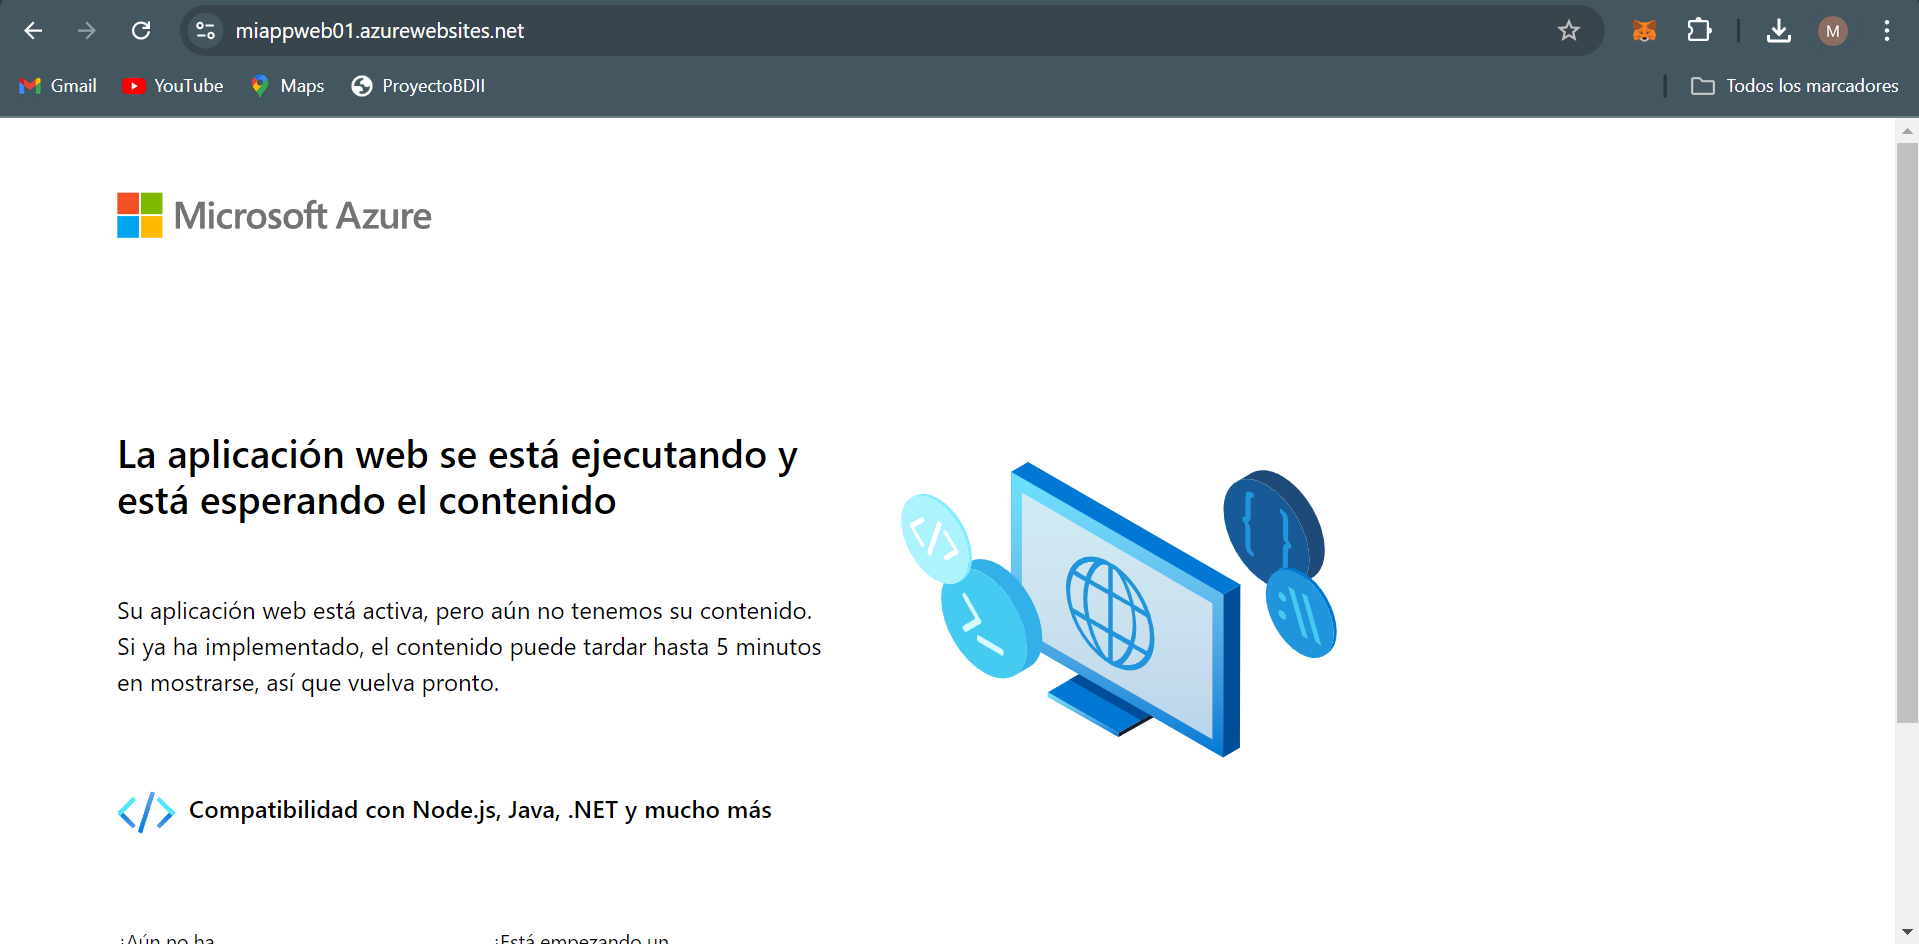 miappweb01.azurewebsites.net
M
Gmail YouTube Maps ProyectoBDII Todos los marcadores
Microsoft Azure
La aplicación web se está ejecutando y
está esperando el contenido
Su aplicación web está activa, pero aún no tenemos su contenido.
Si ya ha implementado, el contenido puede tardar hasta 5 minutos
en mostrarse, así que vuelva pronto.
Compatibilidad con Node.js, Java, .NET y mucho más
¿Aún no ha ¿Está empezando un